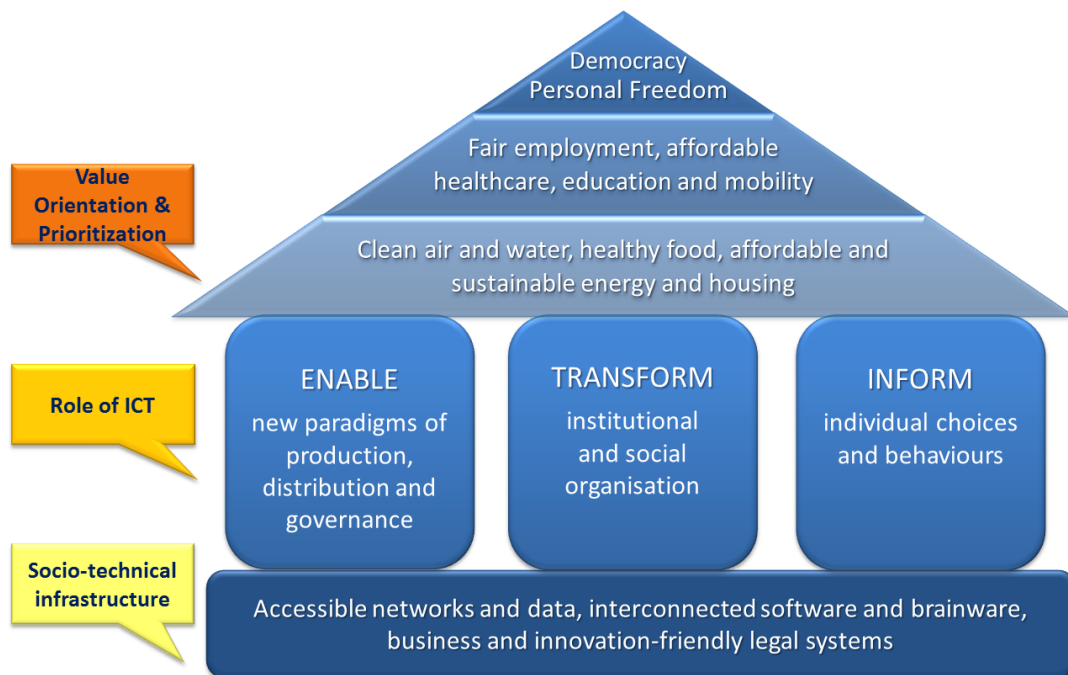 Democracy
Personal Freedom
Fair employment, affordable
healthcare, education and mobility
Value
Orientation &
Prioritization
Clean air and water, healthy food, affordable and
sustainable energy and housing
Role of ICT
ENABLE
new paradigms of
production,
distribution and
governance
TRANSFORM
institutional
and social
organisation
INFORM
individual choices
and behaviours
Socio-technical
infrastructure
Accessible networks and data, interconnected software and brainware,
business and innovation-friendly legal systems